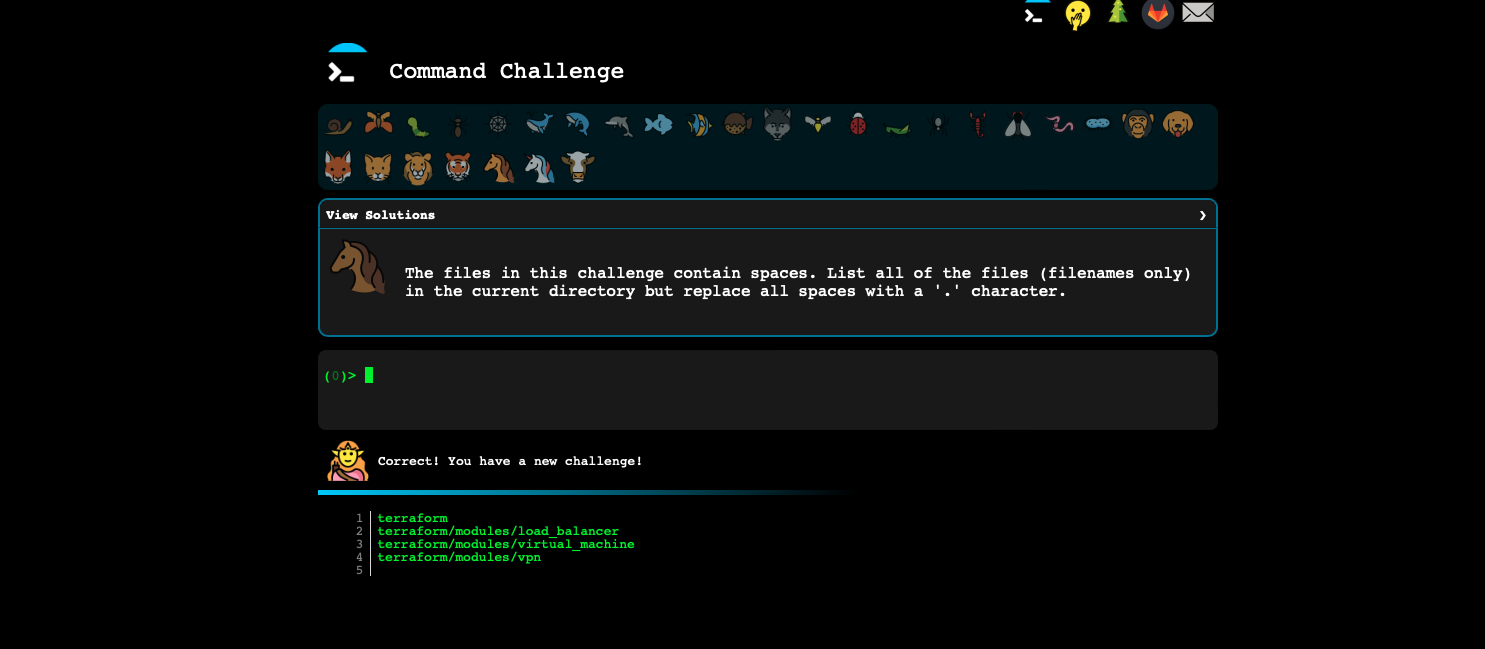 Command Challenge
View Solutions ❯
The files in this challenge contain spaces. List all of the files (filenames only)
in the current directory but replace all spaces with a '.' character.
(0)>
Correct! You have a new challenge!
1 terraform
2 terraform/modules/load_balancer
3 terraform/modules/virtual_machine
4 terraform/modules/vpn
5